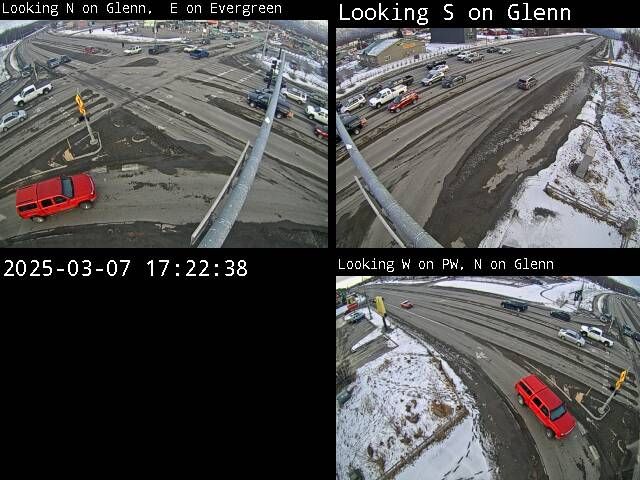 Looking N on Glenn,  E on Evergreen
Looking S on Glenn
2025-03-07 17:22:38
Looking W on PW, N on Glenn